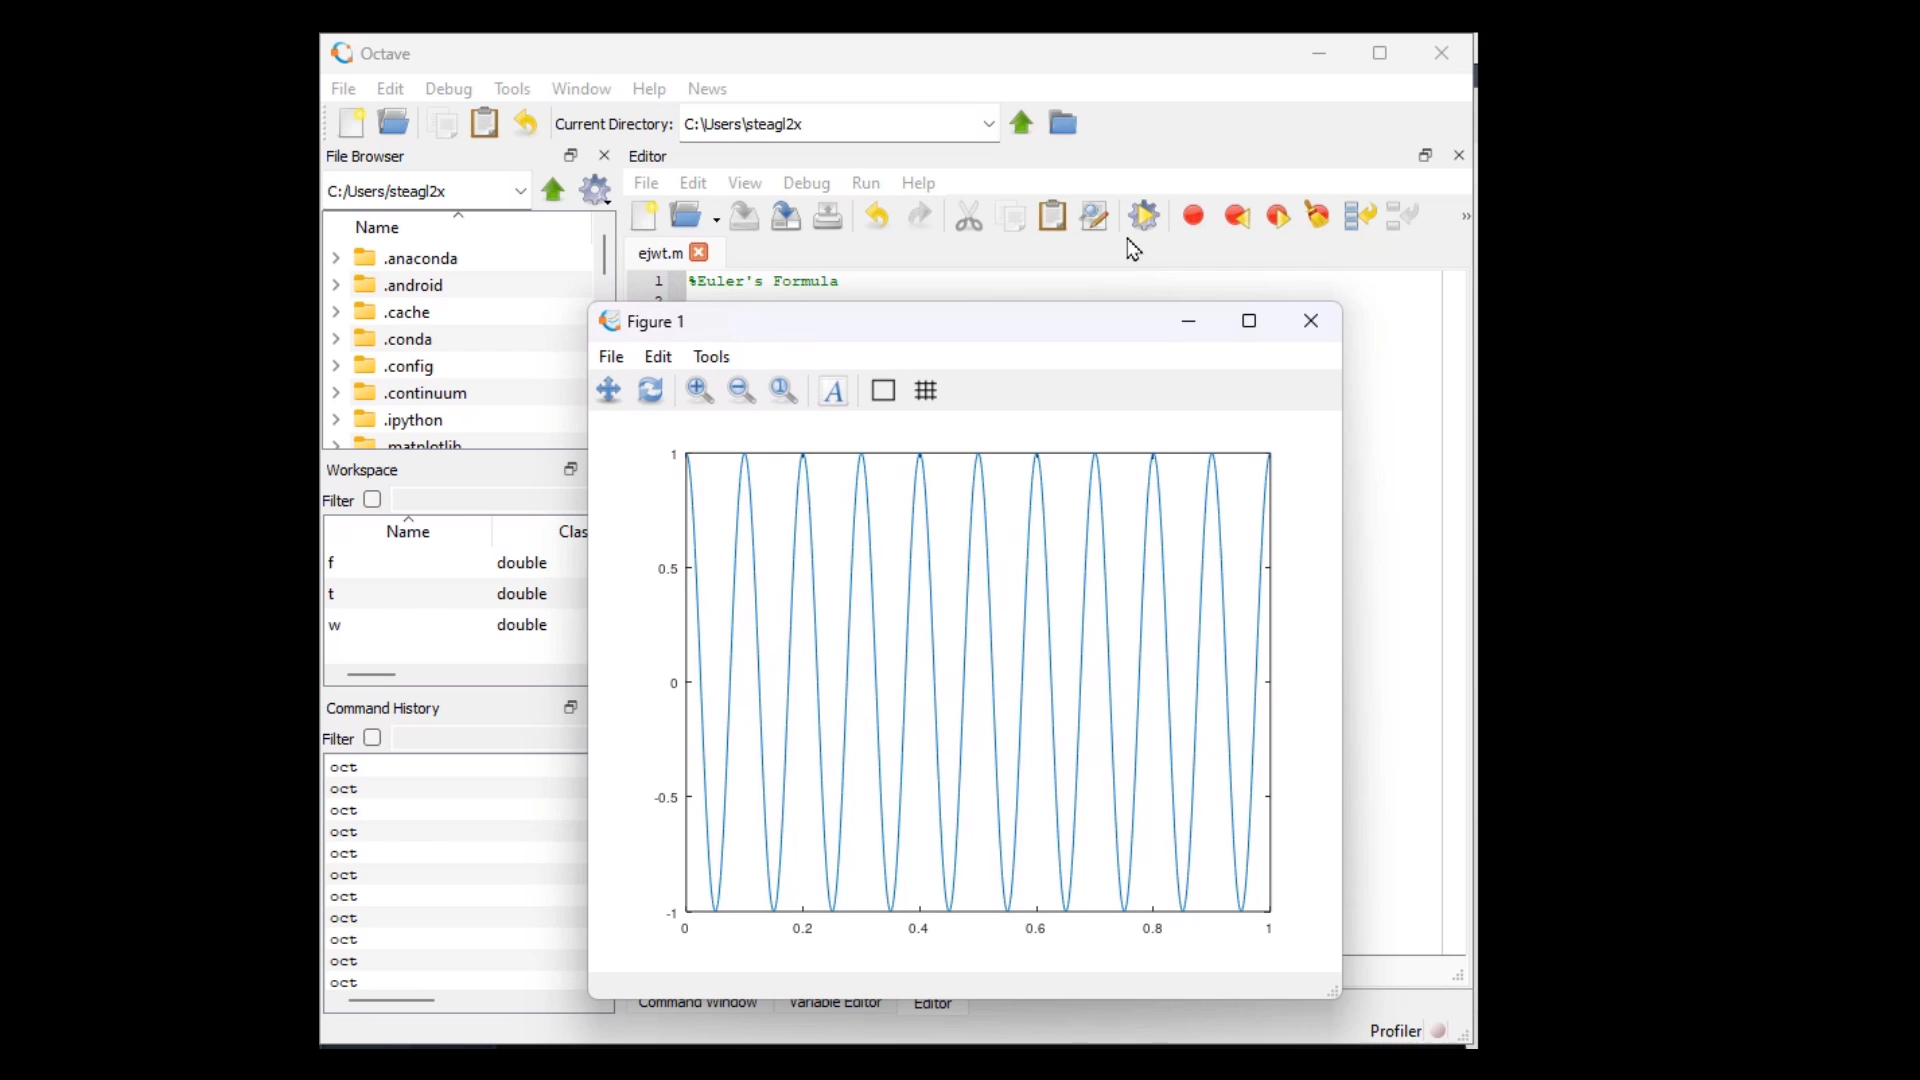 Octave
File Edit Debug Tools Window Help News
Current Directory: C:\Users\steagl2x
File Browser
Editor
C:/Users/steagl2x
File Edit View Debug Run Help
Name
ejwt.m
.anaconda
.android
.cache
.conda
.config
.continuum
.ipython
.matplotlib
1 %Euler's Formula
2
Figure 1
File Edit Tools
A
Workspace
Filter
Name Clas
f double
t double
w double
Command History
Filter
oct
oct
oct
oct
oct
oct
oct
oct
oct
oct
oct
1
0.5
0
-0.5
-1
0 0.2 0.4 0.6 0.8 1
Command Window Variable Editor Editor
Profiler